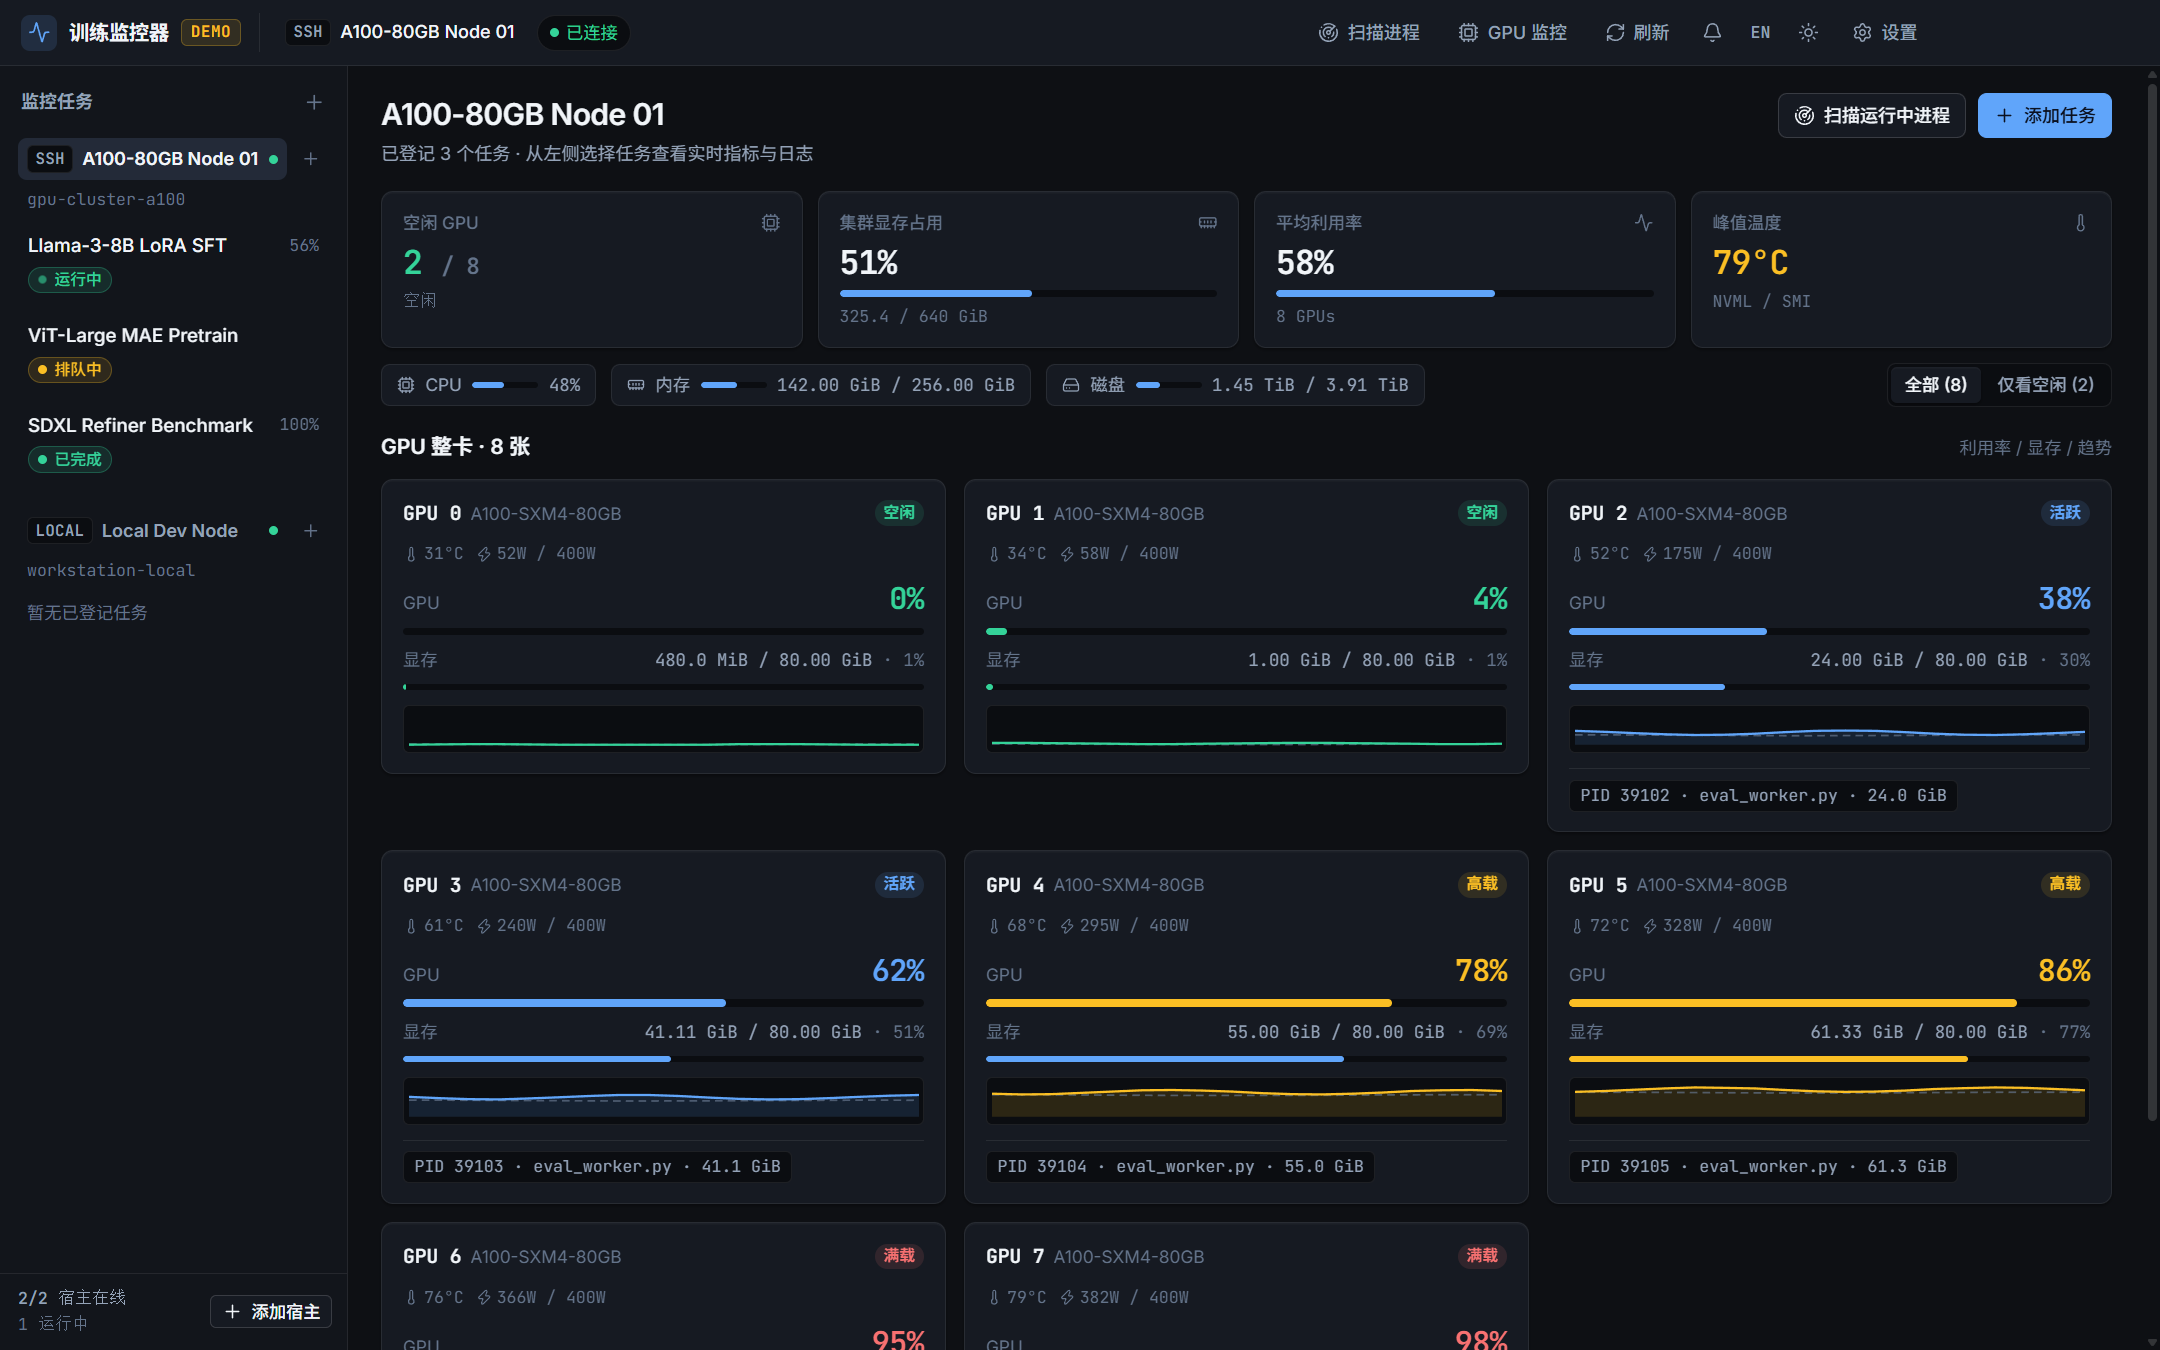 训练监控器 DEMO SSH A100-80GB Node 01 已连接 扫描进程 GPU 监控 刷新 EN 设置
监控任务
SSH A100-80GB Node 01
gpu-cluster-a100
Llama-3-8B LoRA SFT 56%
运行中
ViT-Large MAE Pretrain
排队中
SDXL Refiner Benchmark 100%
已完成
LOCAL Local Dev Node
workstation-local
暂无已登记任务
2/2 宿主在线
1 运行中
添加宿主
A100-80GB Node 01
已登记 3 个任务 · 从左侧选择任务查看实时指标与日志
扫描运行中进程 添加任务
空闲 GPU
2 / 8
空闲
集群显存占用
51%
325.4 / 640 GiB
平均利用率
58%
8 GPUs
峰值温度
79°C
NVML / SMI
CPU 48% 内存 142.00 GiB / 256.00 GiB 磁盘 1.45 TiB / 3.91 TiB 全部 (8) 仅看空闲 (2)
GPU 整卡 · 8 张 利用率 / 显存 / 趋势
GPU 0 A100-SXM4-80GB 空闲
31°C 52W / 400W
GPU 0%
显存 480.0 MiB / 80.00 GiB · 1%
GPU 1 A100-SXM4-80GB 空闲
34°C 58W / 400W
GPU 4%
显存 1.00 GiB / 80.00 GiB · 1%
GPU 2 A100-SXM4-80GB 活跃
52°C 175W / 400W
GPU 38%
显存 24.00 GiB / 80.00 GiB · 30%
PID 39102 · eval_worker.py · 24.0 GiB
GPU 3 A100-SXM4-80GB 活跃
61°C 240W / 400W
GPU 62%
显存 41.11 GiB / 80.00 GiB · 51%
PID 39103 · eval_worker.py · 41.1 GiB
GPU 4 A100-SXM4-80GB 高载
68°C 295W / 400W
GPU 78%
显存 55.00 GiB / 80.00 GiB · 69%
PID 39104 · eval_worker.py · 55.0 GiB
GPU 5 A100-SXM4-80GB 高载
72°C 328W / 400W
GPU 86%
显存 61.33 GiB / 80.00 GiB · 77%
PID 39105 · eval_worker.py · 61.3 GiB
GPU 6 A100-SXM4-80GB 满载
76°C 366W / 400W
GPU 95%
GPU 7 A100-SXM4-80GB 满载
79°C 382W / 400W
GPU 98%